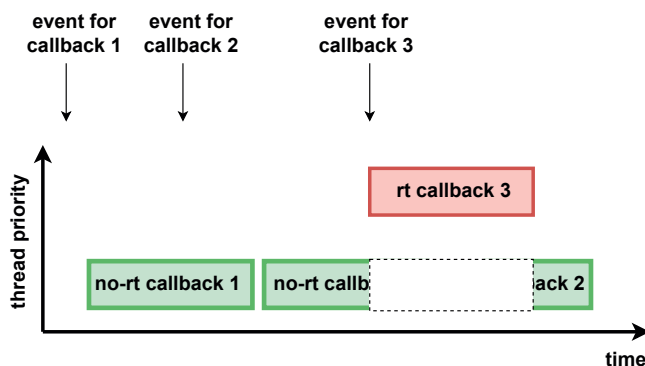 event for
callback 1
event for
callback 2
event for
callback 3
thread priority
rt callback 3
no-rt callback 1
no-rt callb
ack 2
time